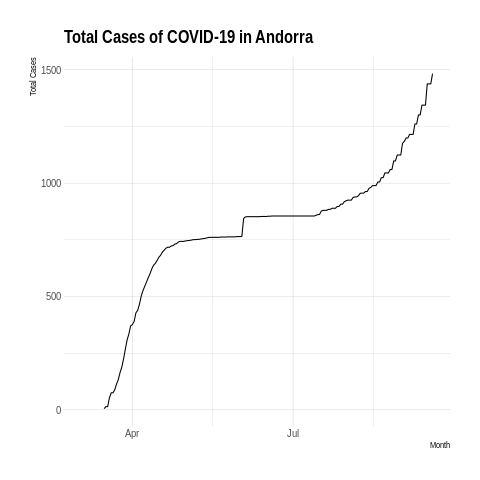 Total Cases of COVID-19 in Andorra
Total Cases
1500
1000
500
0
Apr
Jul
Month